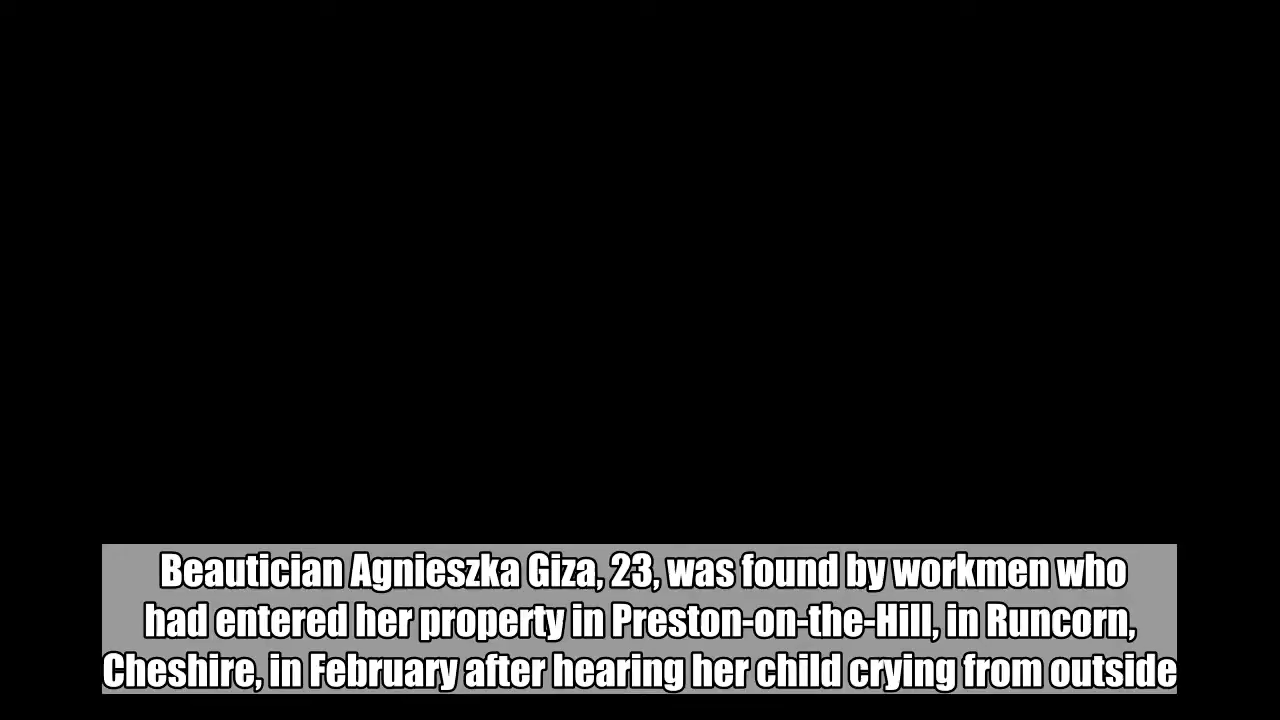 Beautician Agnieszka Giza, 23, was found by workmen who
had entered her property in Preston-on-the-Hill, in Runcorn,
Cheshire, in February after hearing her child crying from outside